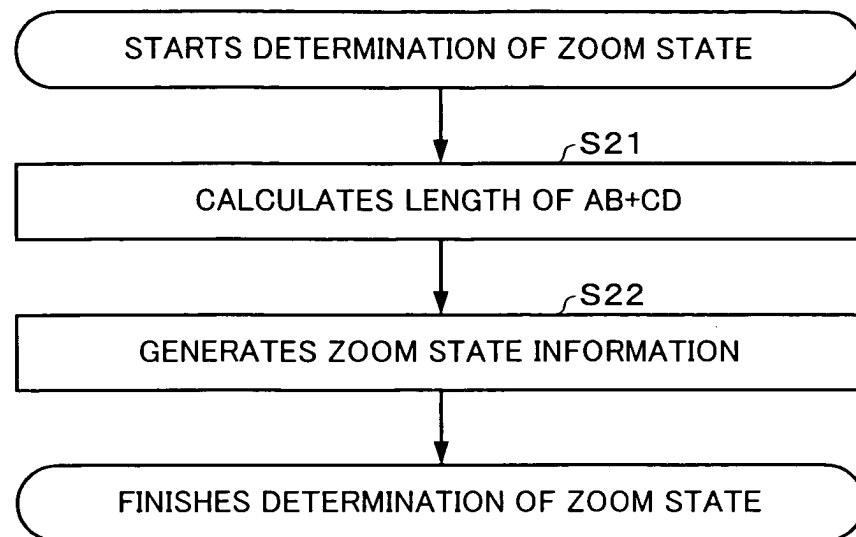 STARTS DETERMINATION OF ZOOM STATE
S21
CALCULATES LENGTH OF AB+CD
S22
GENERATES ZOOM STATE INFORMATION
FINISHES DETERMINATION OF ZOOM STATE